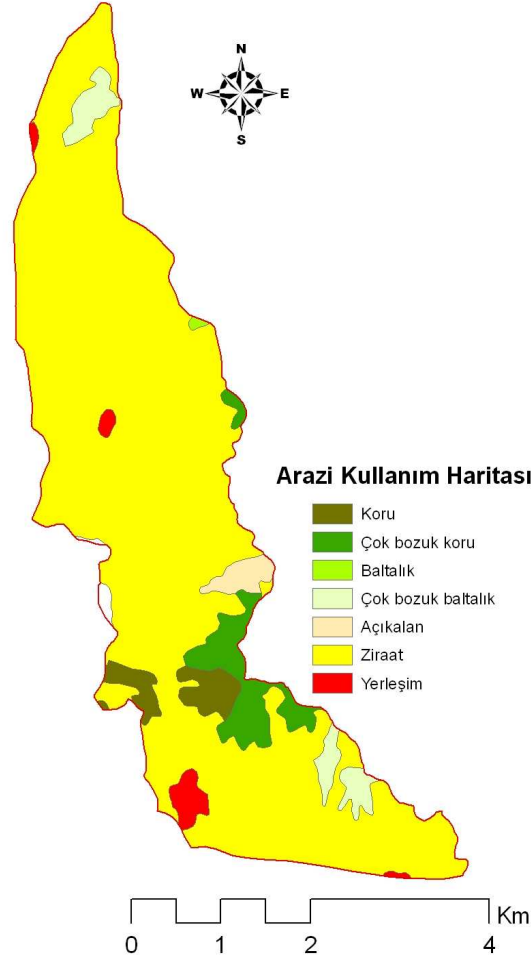 N
W E
S
Arazi Kullanım Haritası
Koru
Çok bozuk koru
Baltalık
Çok bozuk baltalık
Açıkalan
Ziraat
Yerleşim
Km
0 1 2 4